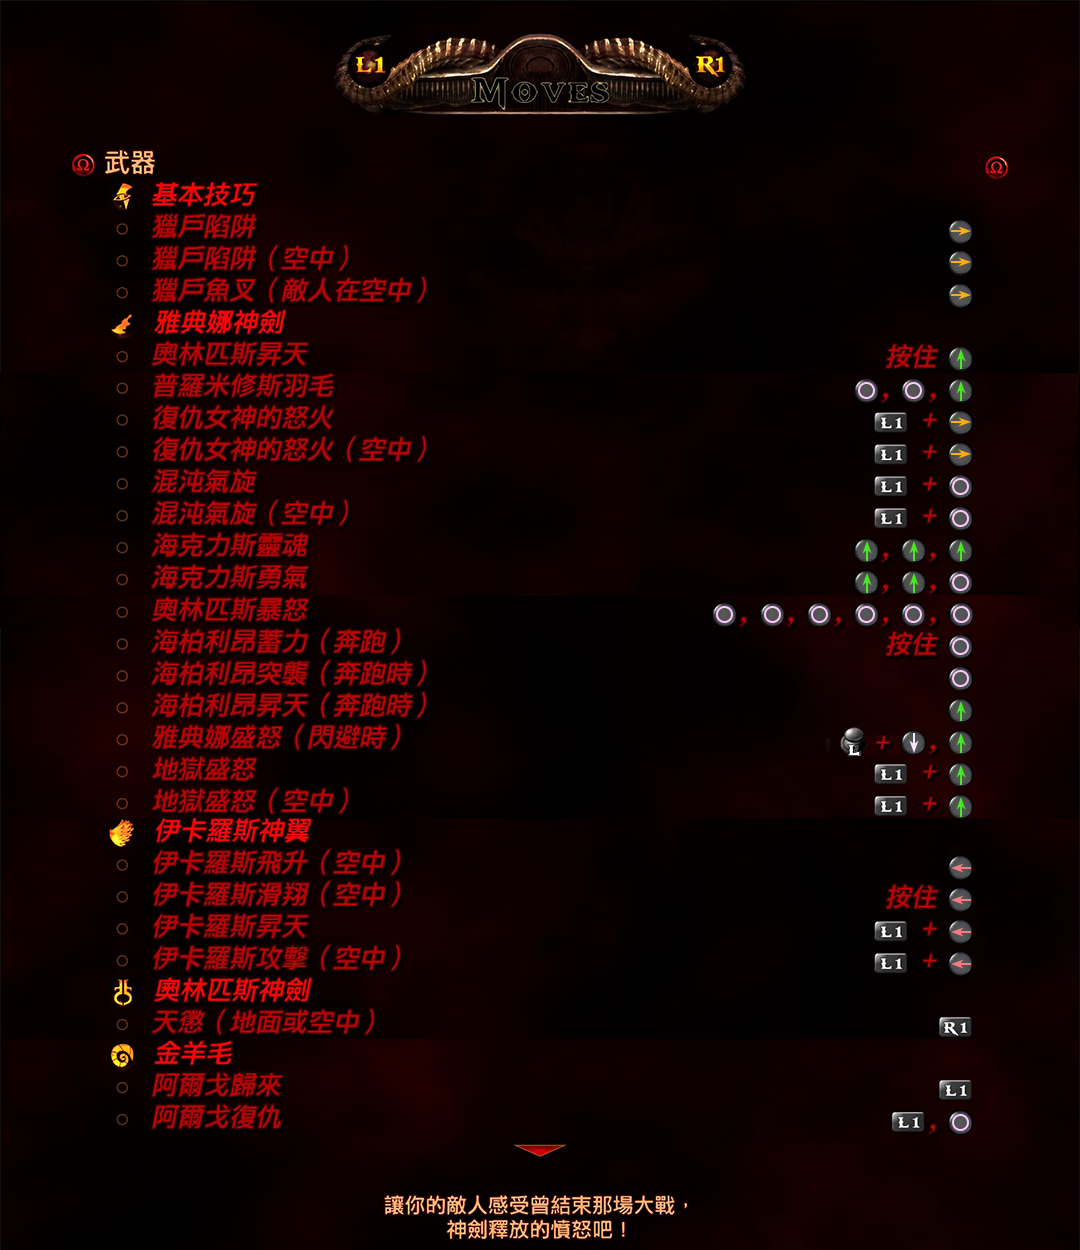 L1 MOVES R1
Ω 武器 Ω
基本技巧
獵戶陷阱 →
獵戶陷阱（空中） →
獵戶魚叉（敵人在空中） →
雅典娜神劍
奧林匹斯昇天 按住 ↑
普羅米修斯羽毛 ○, ○, ↑
復仇女神的怒火 L1 + →
復仇女神的怒火（空中） L1 + →
混沌氣旋 L1 + ○
混沌氣旋（空中） L1 + ○
海克力斯靈魂 ↑, ↑, ↑
海克力斯勇氣 ↑, ↑, ○
奧林匹斯暴怒 ○, ○, ○, ○, ○, ○
海柏利昂蓄力（奔跑） 按住 ○
海柏利昂突襲（奔跑時） ○
海柏利昂昇天（奔跑時） ↑
雅典娜盛怒（閃避時） L + ↓, ↑
地獄盛怒 L1 + ↑
地獄盛怒（空中） L1 + ↑
伊卡羅斯神翼
伊卡羅斯飛升（空中） ←
伊卡羅斯滑翔（空中） 按住 ←
伊卡羅斯昇天 L1 + ←
伊卡羅斯攻擊（空中） L1 + ←
奧林匹斯神劍
天懲（地面或空中） R1
金羊毛
阿爾戈歸來 L1
阿爾戈復仇 L1, ○
讓你的敵人感受曾結束那場大戰，
神劍釋放的憤怒吧！